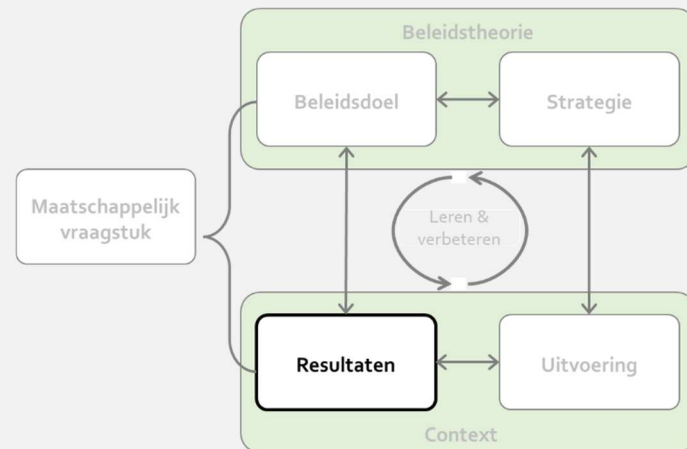 Beleidstheorie
Beleidsdoel
Strategie
Maatschappelijk
vraagstuk
Leren &
verbeteren
Resultaten
Uitvoering
Context